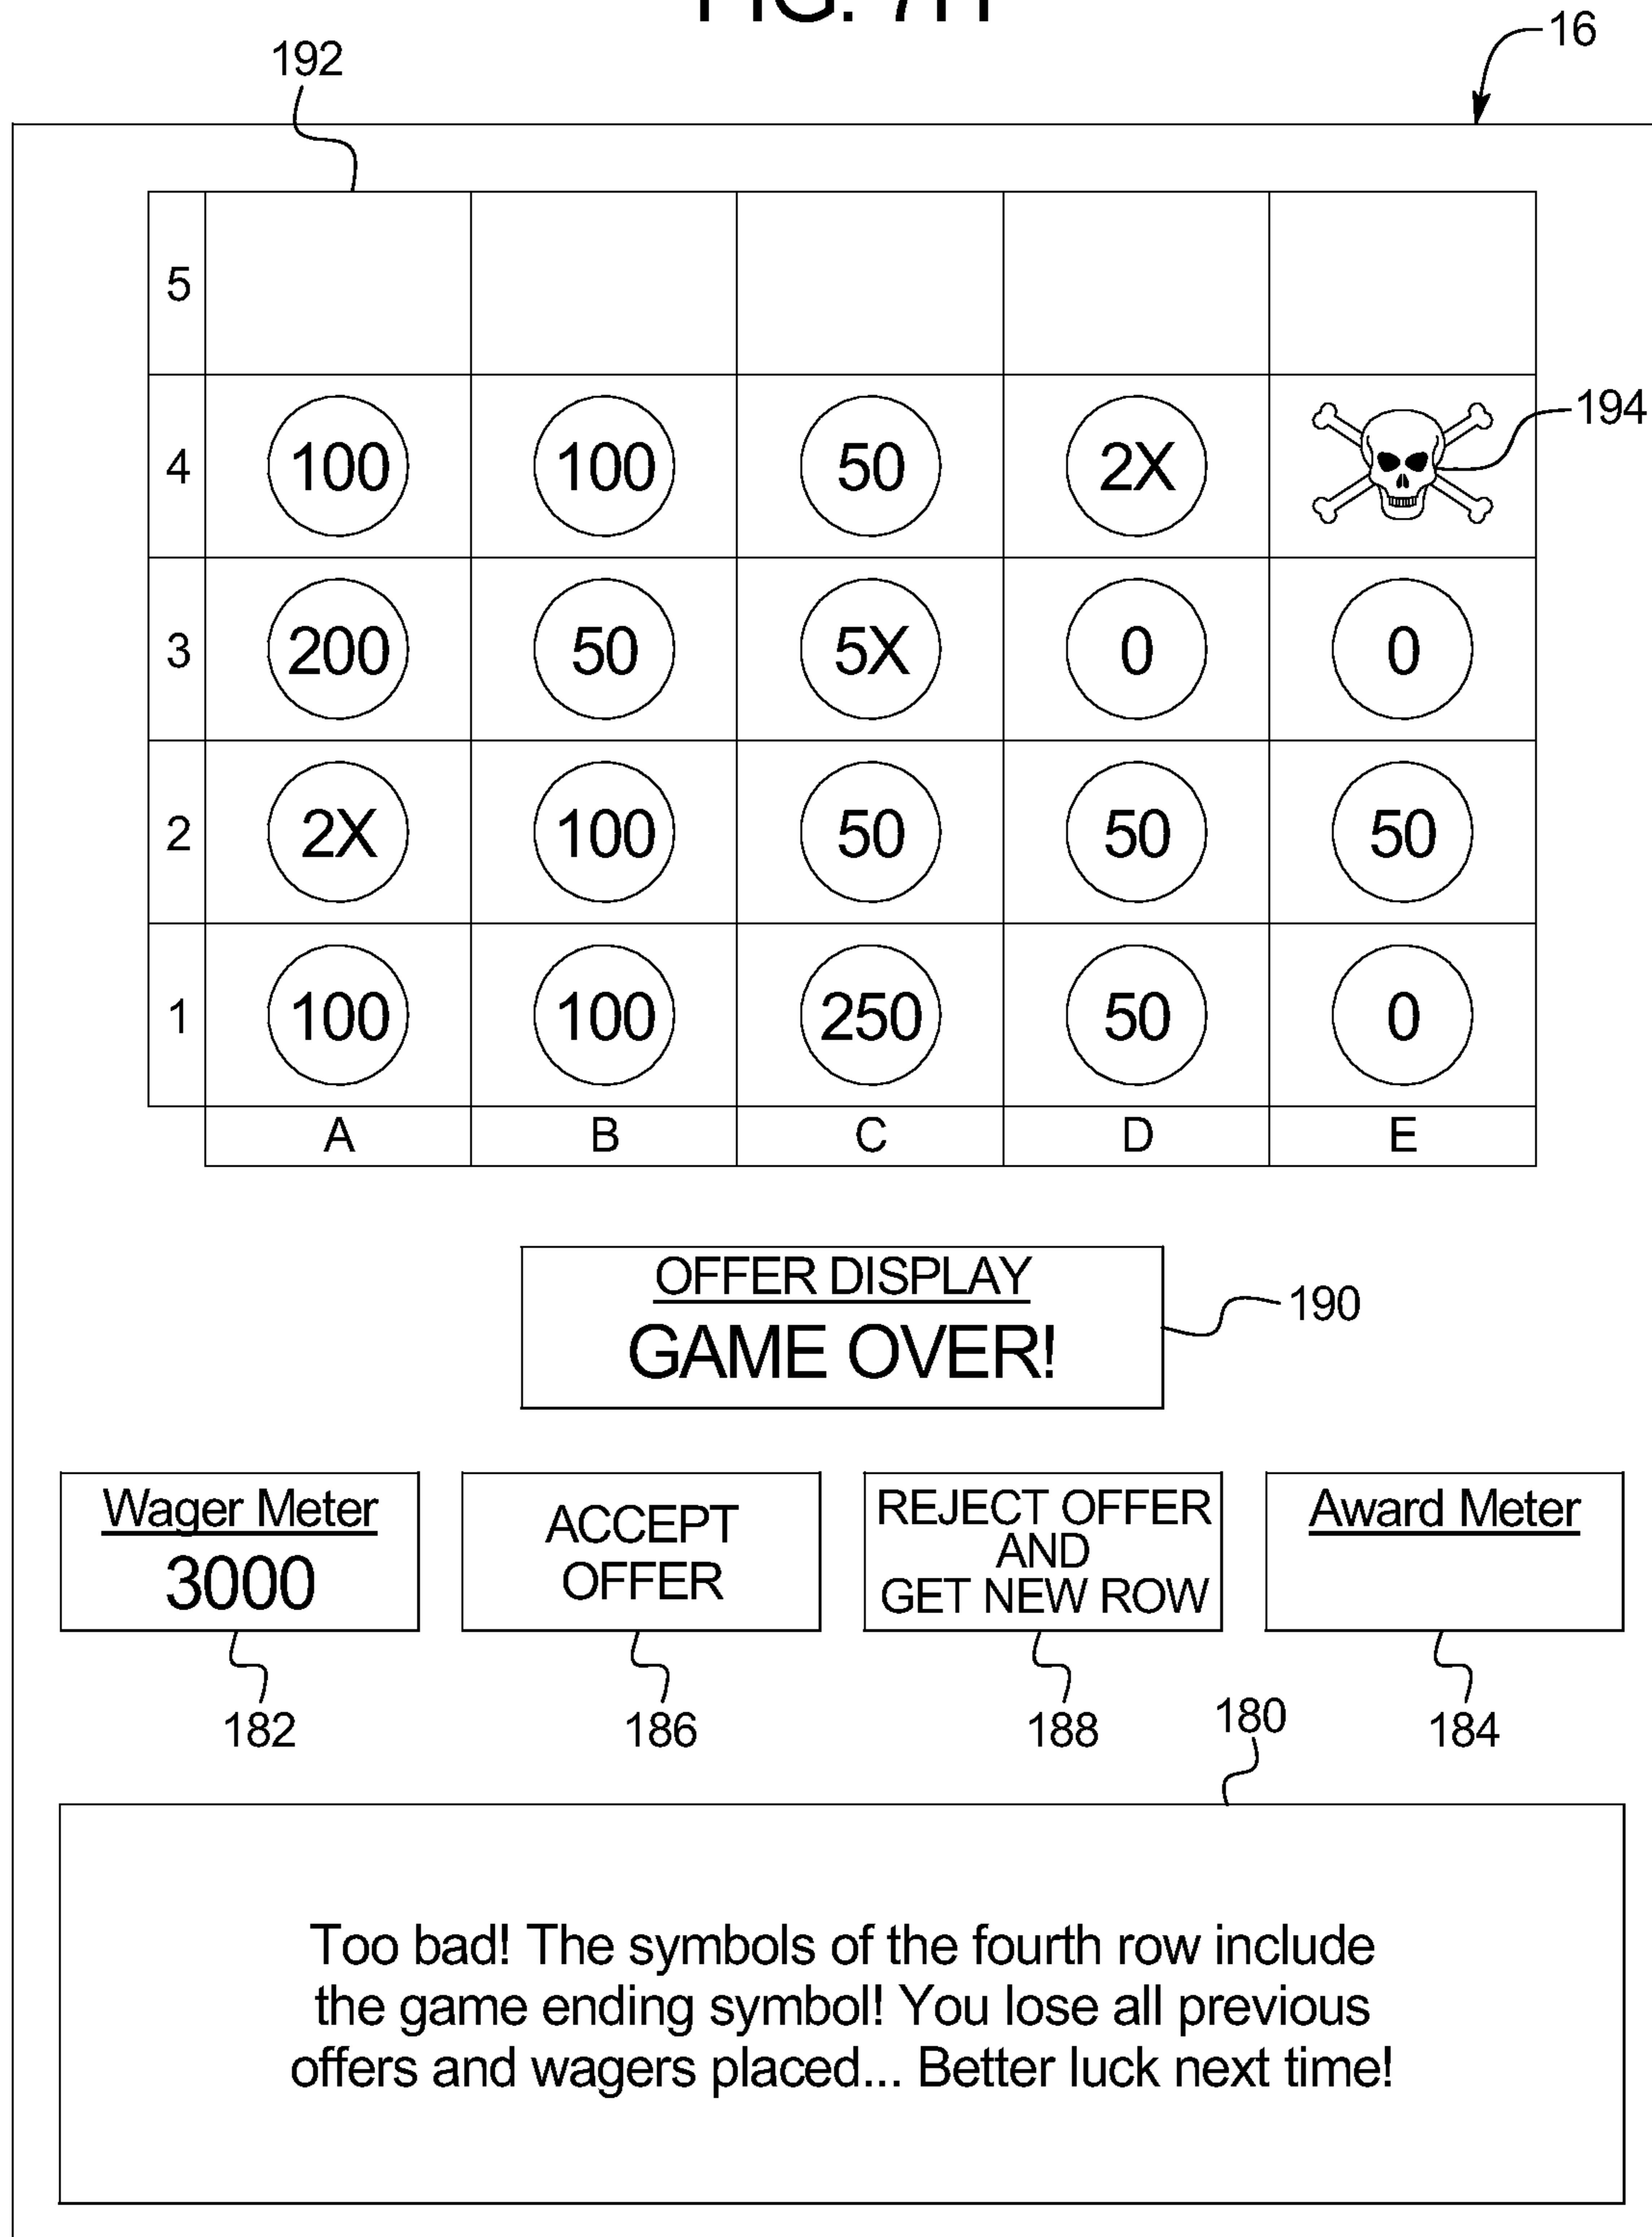 FIG. 7H
16
192
5
4 100 100 50 2X
194
3 200 50 5X 0 0
2 2X 100 50 50 50
1 100 100 250 50 0
A B C D E
OFFER DISPLAY
GAME OVER!
190
Wager Meter
3000
ACCEPT
OFFER
REJECT OFFER
AND
GET NEW ROW
Award Meter
182 186 188 180 184
Too bad! The symbols of the fourth row include
the game ending symbol! You lose all previous
offers and wagers placed... Better luck next time!